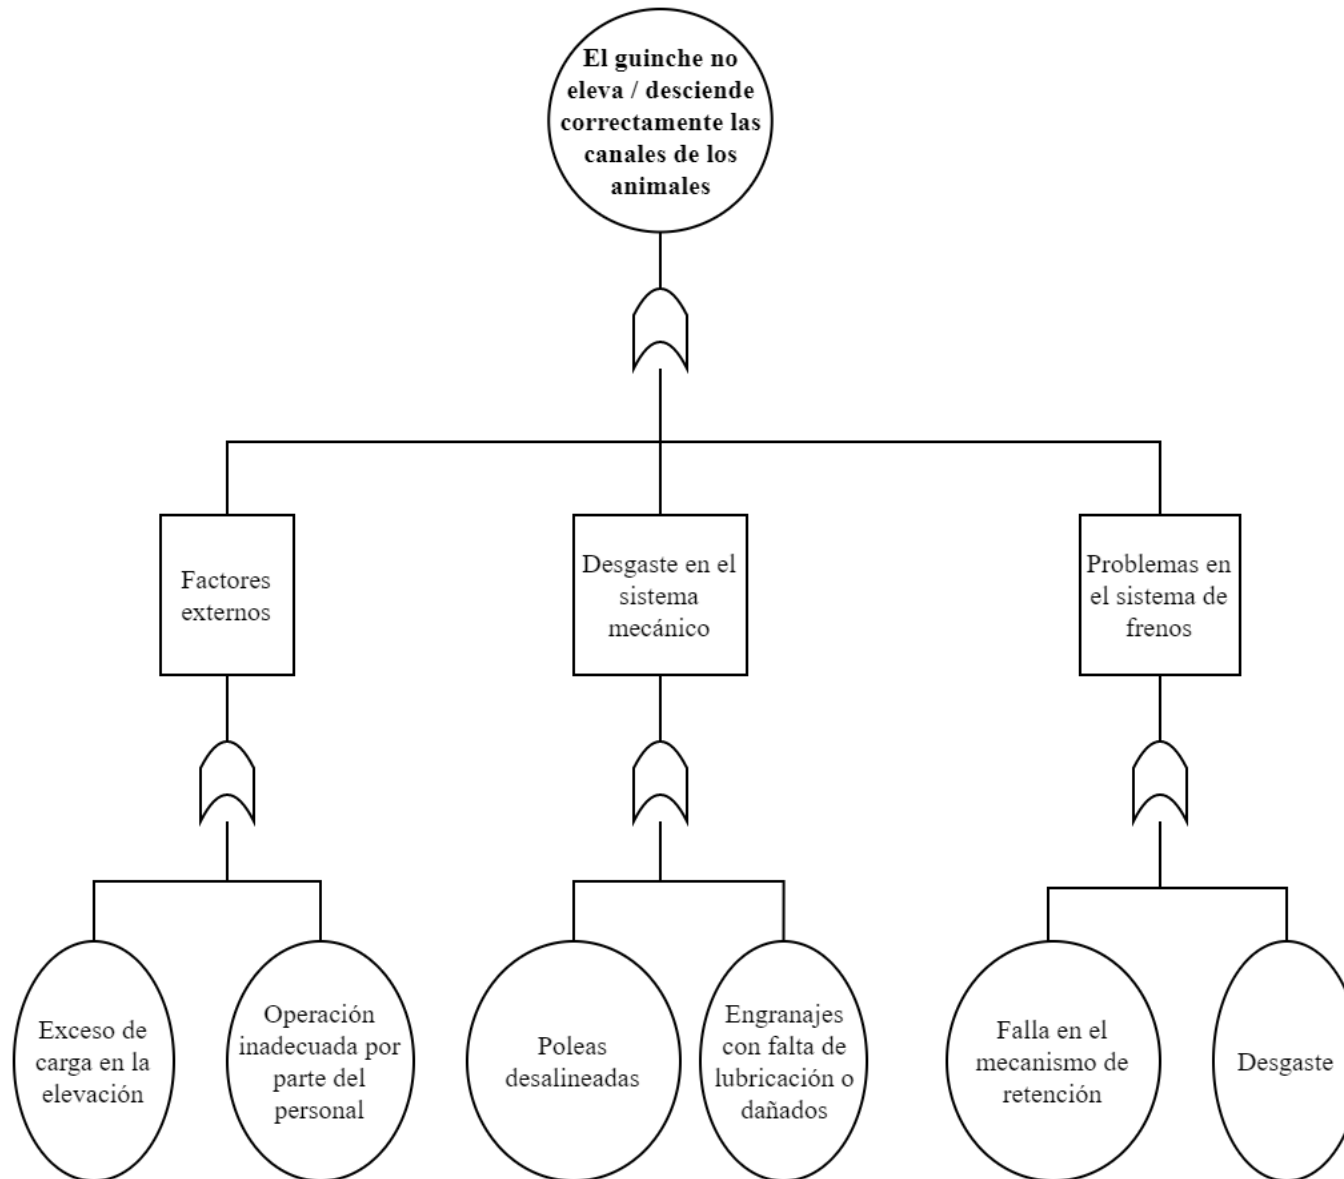 El guinche no
eleva / desciende
correctamente las
canales de los
animales
Factores
externos
Desgaste en el
sistema
mecánico
Problemas en
el sistema de
frenos
Exceso de
carga en la
elevación
Operación
inadecuada por
parte del
personal
Poleas
desalineadas
Engranajes
con falta de
lubricación o
dañados
Falla en el
mecanismo de
retención
Desgaste